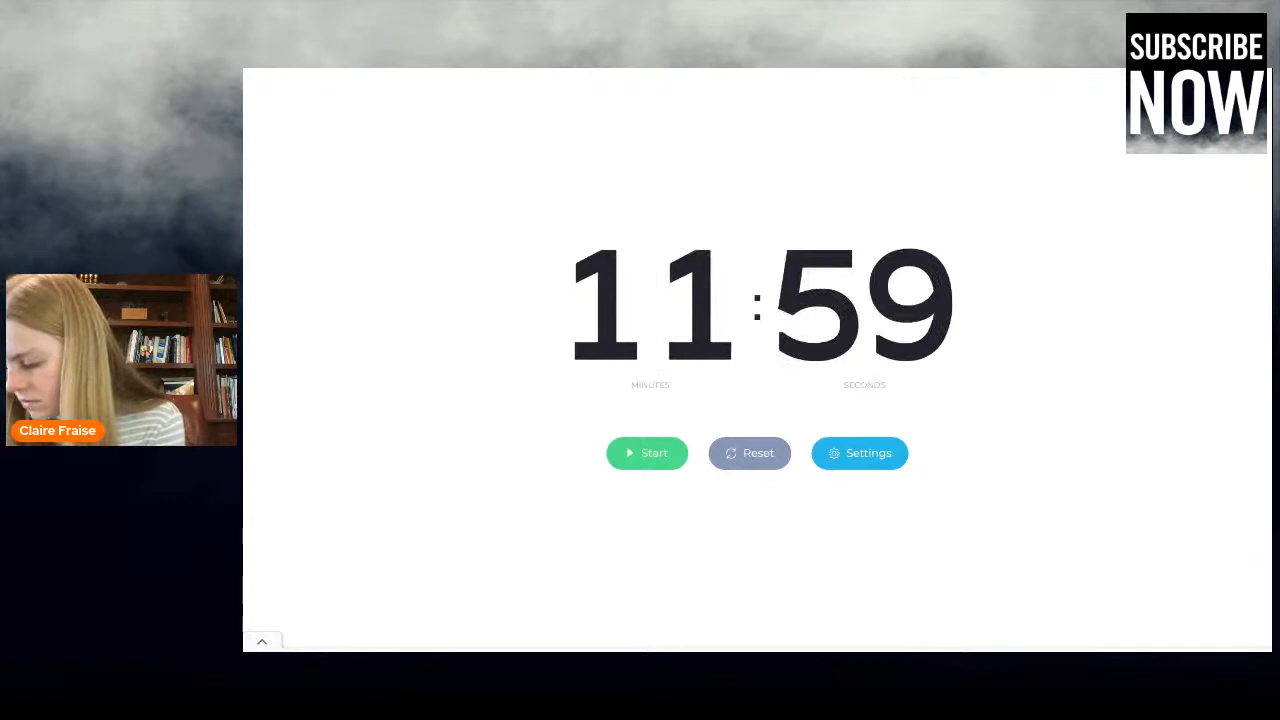 SUBSCRIBE
NOW
11:59
MINUTES
SECONDS
Start
Reset
Settings
Claire Fraise